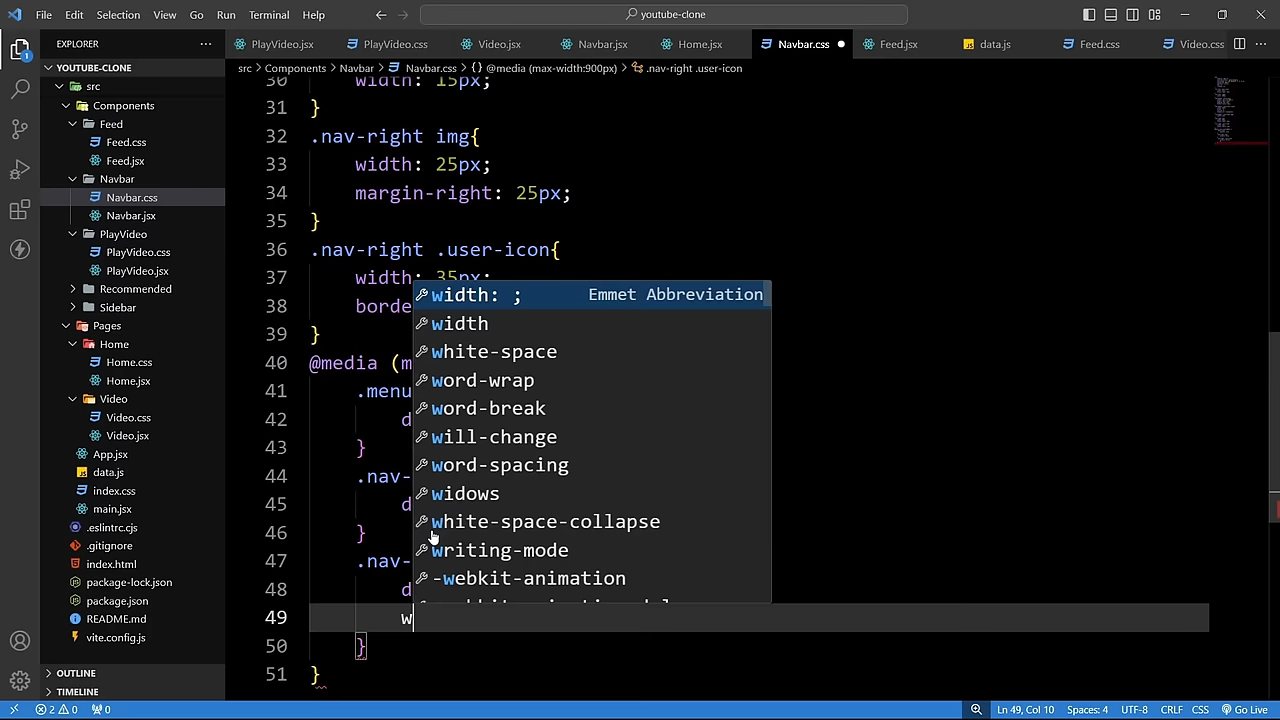 File Edit Selection View Go Run Terminal Help
youtube-clone
EXPLORER
PlayVideo.jsx PlayVideo.css Video.jsx Navbar.jsx Home.jsx Navbar.css Feed.jsx data.js Feed.css Video.css
YOUTUBE-CLONE
src > Components > Navbar > Navbar.css > {} @media (max-width:900px) > .nav-right .user-icon
src
Components
Feed
Feed.css
Feed.jsx
Navbar
Navbar.css
Navbar.jsx
PlayVideo
PlayVideo.css
PlayVideo.jsx
Recommended
Sidebar
Pages
Home
Home.css
Home.jsx
Video
Video.css
Video.jsx
App.jsx
data.js
index.css
main.jsx
.eslintrc.cjs
.gitignore
index.html
package-lock.json
package.json
README.md
vite.config.js
OUTLINE
TIMELINE
30 width: 15px;
31 }
32 .nav-right img{
33 width: 25px;
34 margin-right: 25px;
35 }
36 .nav-right .user-icon{
37 width: 35px;
38 borde
39 }
40 @media (m
41 .menu
42 d
43 }
44 .nav-
45 d
46 }
47 .nav-
48 d
49 w
50 }
51 }
width: ; Emmet Abbreviation
width
white-space
word-wrap
word-break
will-change
word-spacing
widows
white-space-collapse
writing-mode
-webkit-animation
1
2 0 0 Ln 49, Col 10 Spaces: 4 UTF-8 CRLF CSS Go Live